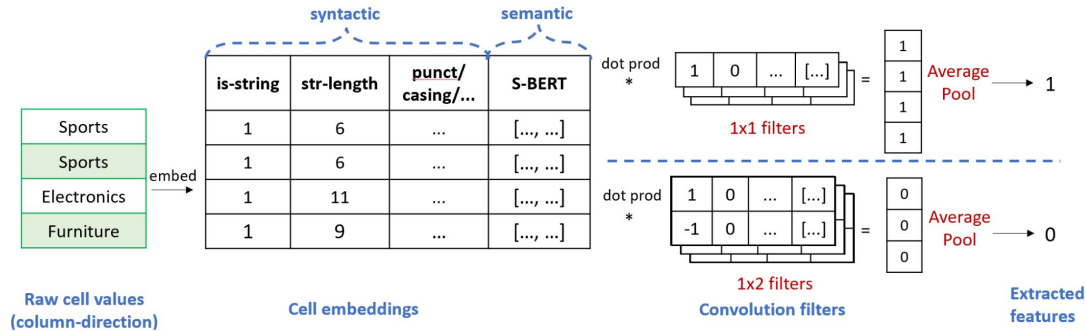 syntactic
semantic
is-string str-length punct/ casing/... S-BERT
Sports 1 6 ... [..., ...]
Sports 1 6 ... [..., ...]
Electronics 1 11 ... [..., ...]
Furniture 1 9 ... [..., ...]
embed
dot prod
*
1 0 ... [...]
=
1x1 filters
1
1
1
1
Average
Pool
1
dot prod
*
1 0 ... [...]
-1 0 ... [...]
=
1x2 filters
0
0
0
Average
Pool
0
Raw cell values
(column-direction)
Cell embeddings
Convolution filters
Extracted
features